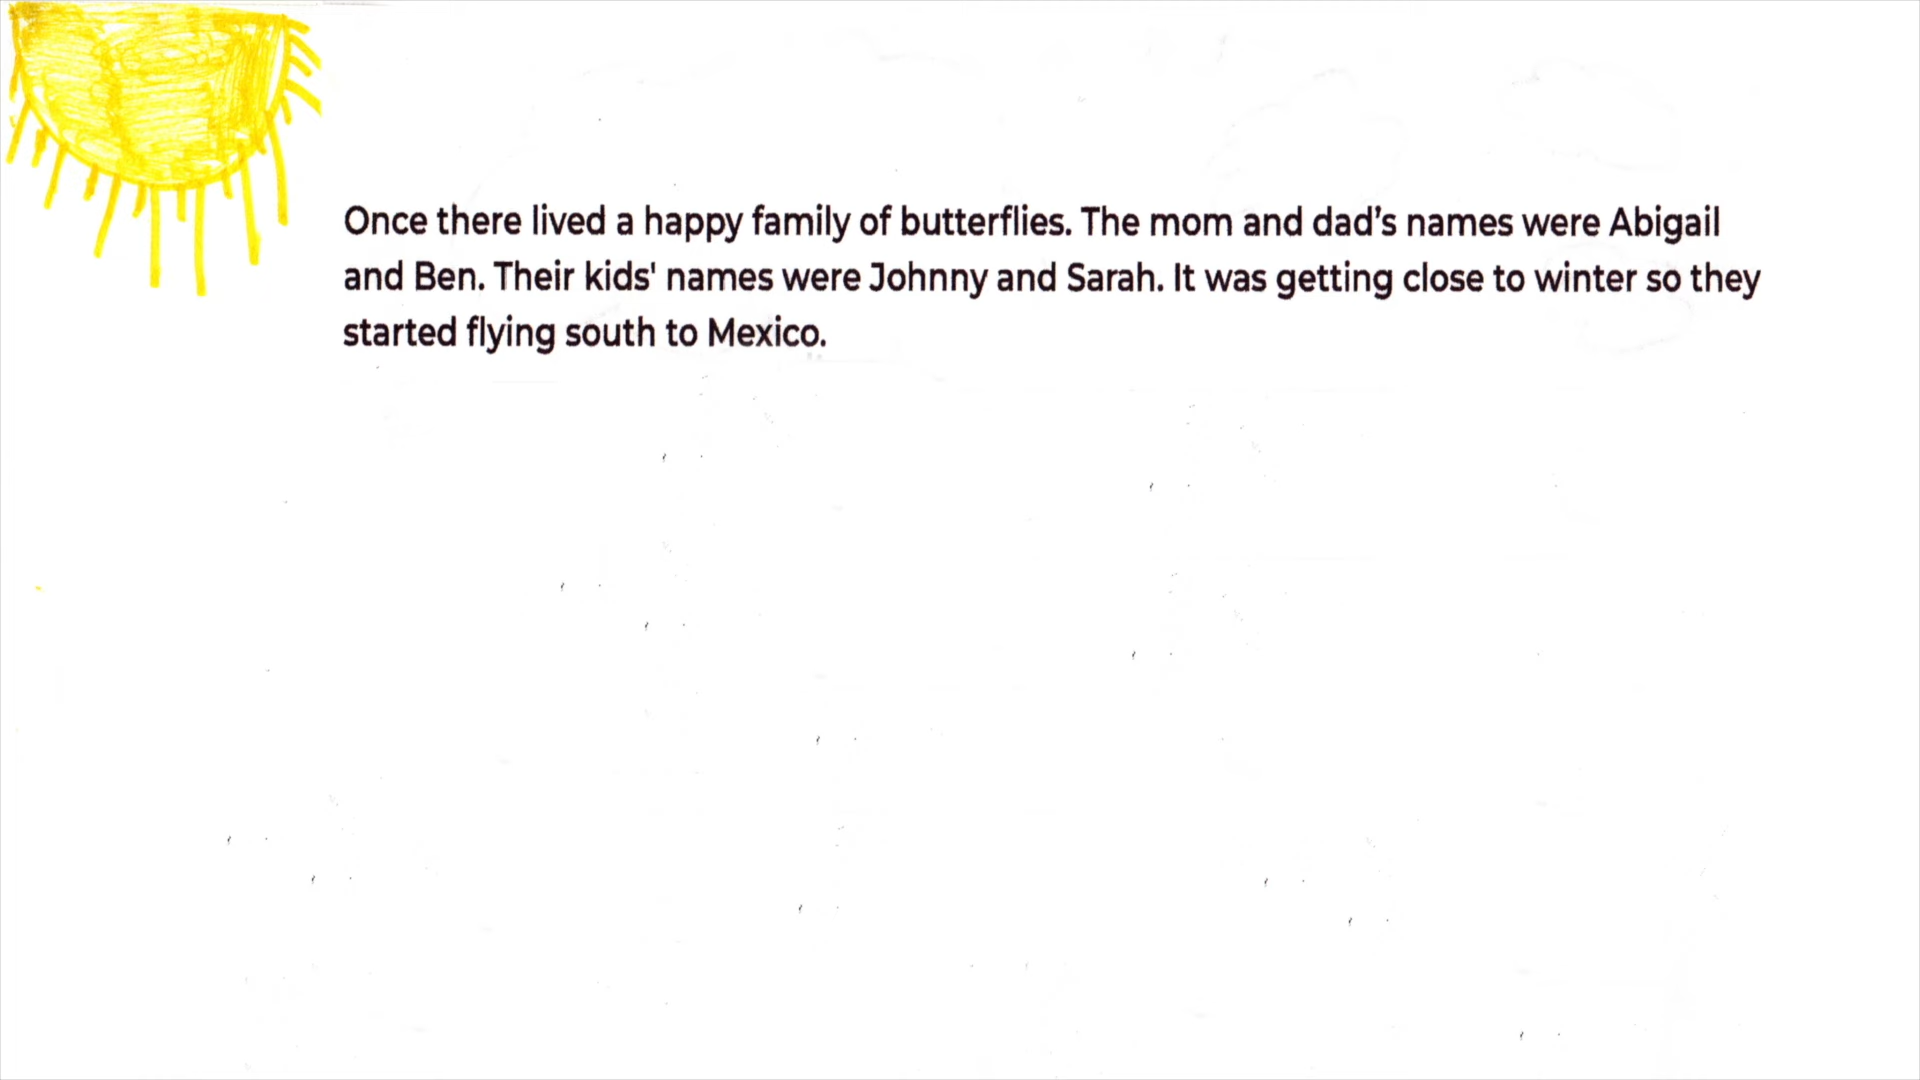 Once there lived a happy family of butterflies. The mom and dad’s names were Abigail
and Ben. Their kids' names were Johnny and Sarah. It was getting close to winter so they
started flying south to Mexico.